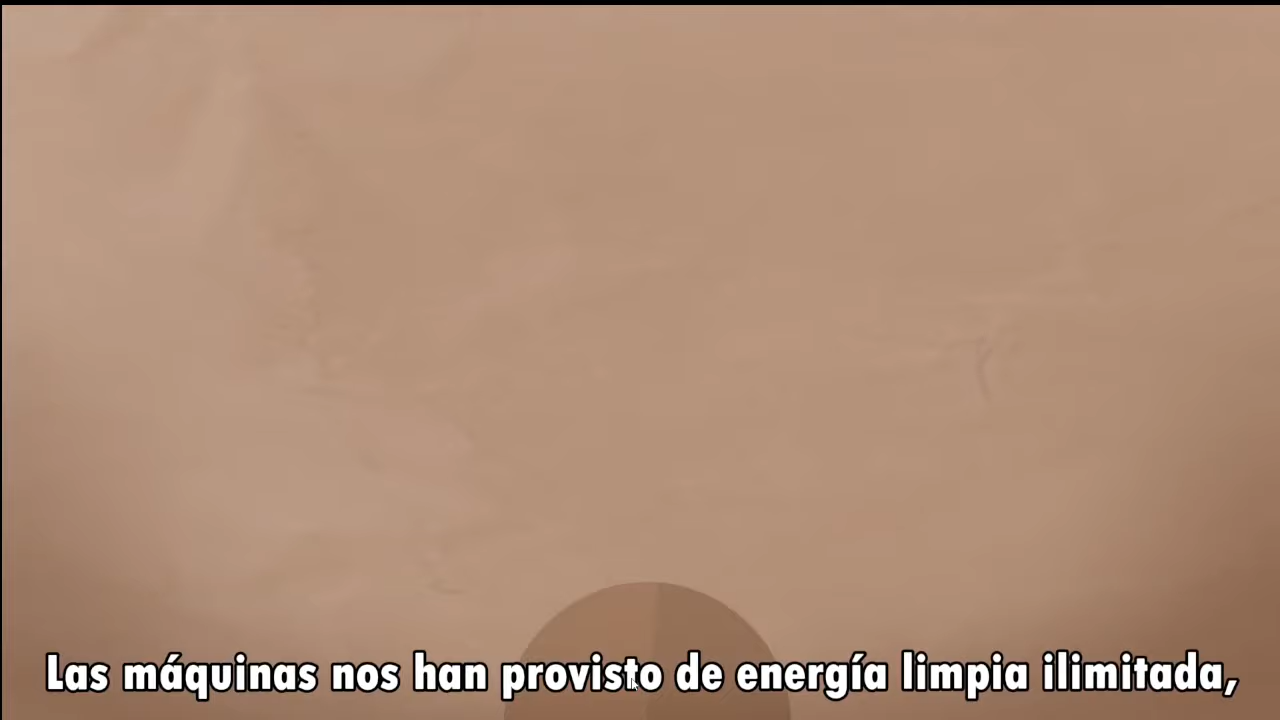 Las máquinas nos han provisto de energía limpia ilimitada,